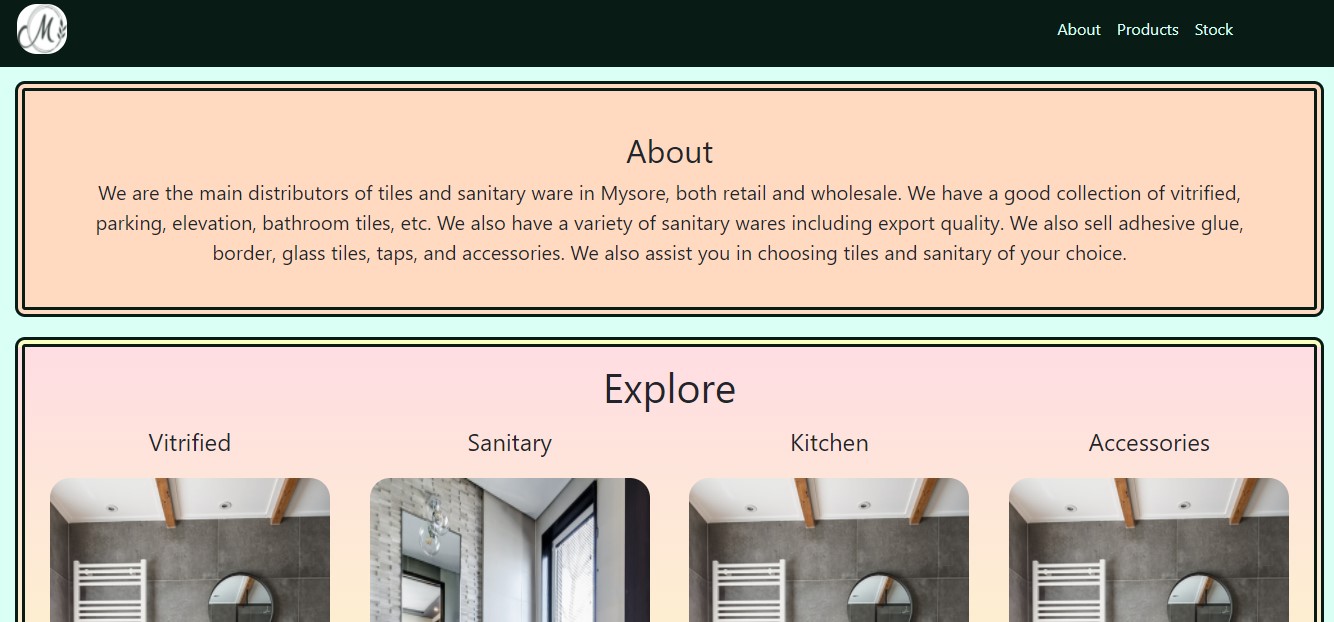 M
About Products Stock
About
We are the main distributors of tiles and sanitary ware in Mysore, both retail and wholesale. We have a good collection of vitrified,
parking, elevation, bathroom tiles, etc. We also have a variety of sanitary wares including export quality. We also sell adhesive glue,
border, glass tiles, taps, and accessories. We also assist you in choosing tiles and sanitary of your choice.
Explore
Vitrified Sanitary Kitchen Accessories